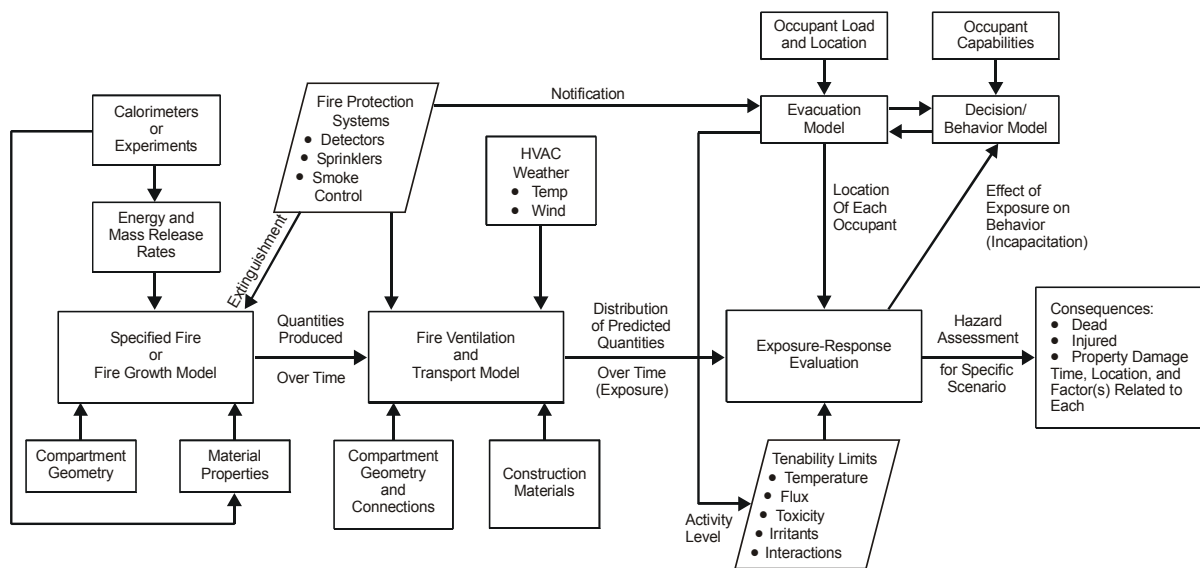 Occupant Load
and Location
Occupant
Capabilities
Calorimeters
or
Experiments
Fire Protection
Systems
• Detectors
• Sprinklers
• Smoke
Control
Notification
Evacuation
Model
Decision/
Behavior Model
HVAC
Weather
• Temp
• Wind
Energy and
Mass Release
Rates
Extinguishment
Location
Of Each
Occupant
Effect of
Exposure on
Behavior
(Incapacitation)
Specified Fire
or
Fire Growth Model
Quantities
Produced
Over Time
Fire Ventilation
and
Transport Model
Distribution
of Predicted
Quantities
Over Time
(Exposure)
Exposure-Response
Evaluation
Hazard
Assessment
for Specific
Scenario
Consequences:
• Dead
• Injured
• Property Damage
Time, Location, and
Factor(s) Related to
Each
Compartment
Geometry
Material
Properties
Compartment
Geometry
and
Connections
Construction
Materials
Activity
Level
Tenability Limits
• Temperature
• Flux
• Toxicity
• Irritants
• Interactions